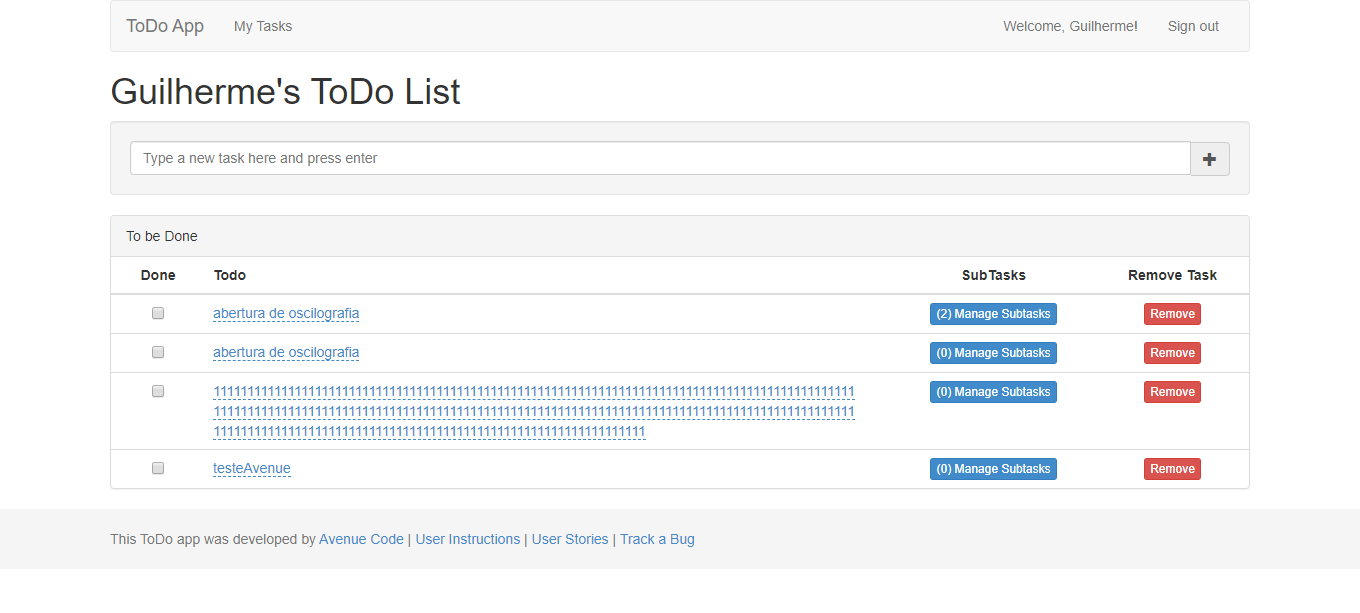 ToDo App My Tasks Welcome, Guilherme! Sign out
Guilherme's ToDo List
Type a new task here and press enter
To be Done
Done Todo SubTasks Remove Task
abertura de oscilografia (2) Manage Subtasks Remove
abertura de oscilografia (0) Manage Subtasks Remove
(0) Manage Subtasks Remove
testeAvenue (0) Manage Subtasks Remove
This ToDo app was developed by Avenue Code | User Instructions | User Stories | Track a Bug